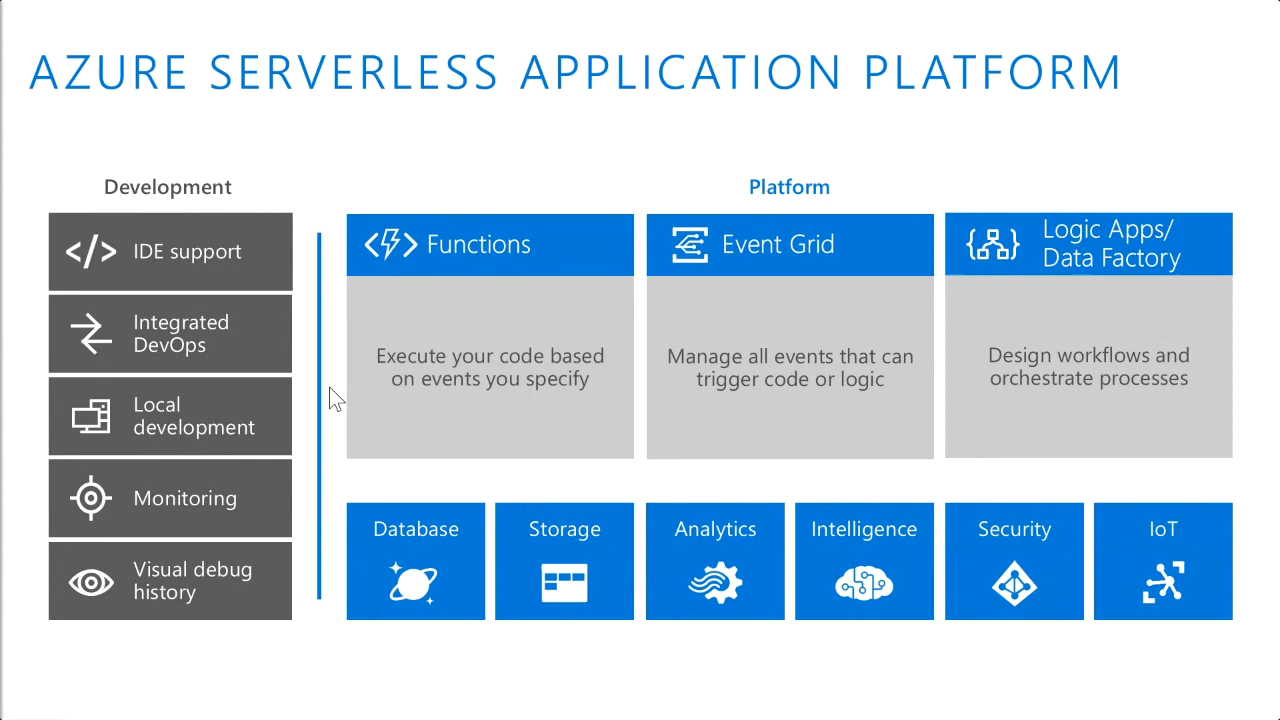 AZURE SERVERLESS APPLICATION PLATFORM
Development
IDE support
Integrated
DevOps
Local
development
Monitoring
Visual debug
history
Platform
Functions
Execute your code based
on events you specify
Event Grid
Manage all events that can
trigger code or logic
Logic Apps/
Data Factory
Design workflows and
orchestrate processes
Database
Storage
Analytics
Intelligence
Security
IoT